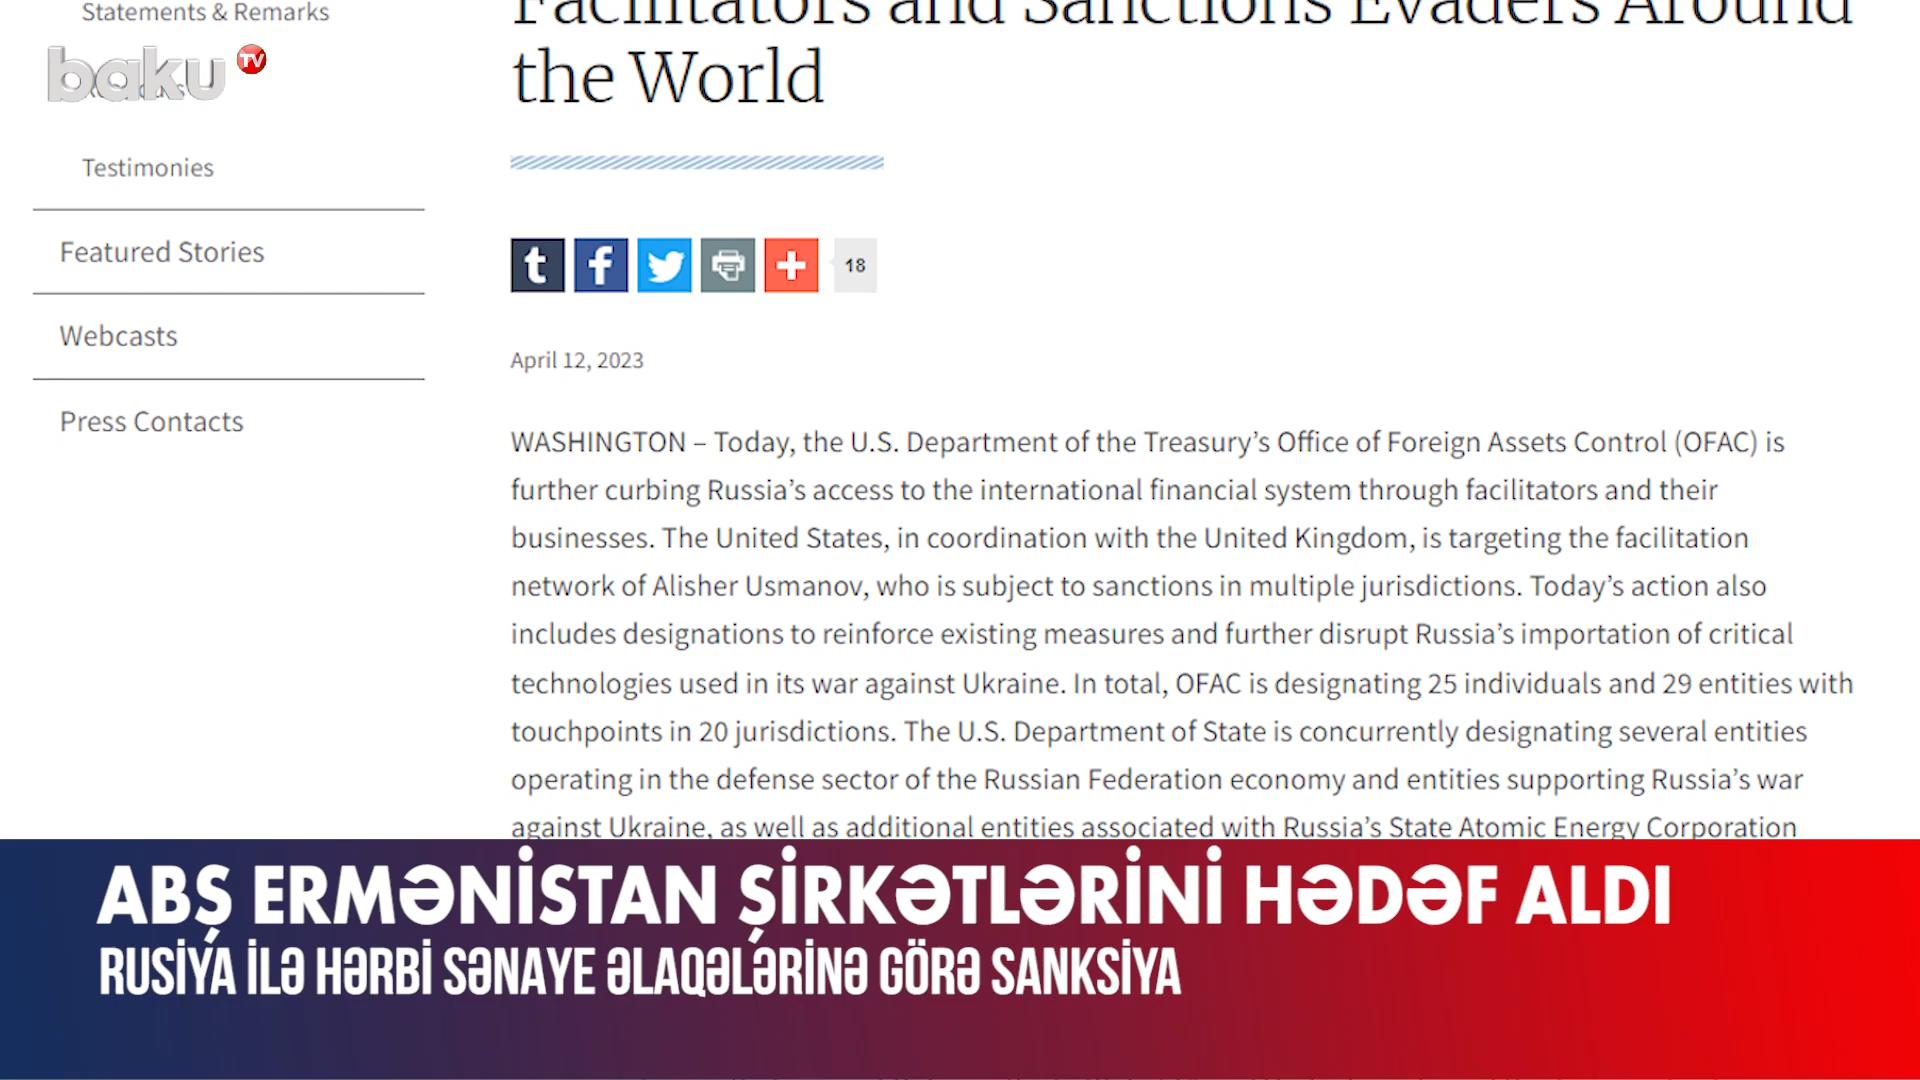 Statements & Remarks
baku TV
Testimonies
Featured Stories
Webcasts
Press Contacts
Facilitators and Sanctions Evaders Around
the World
18
April 12, 2023
WASHINGTON – Today, the U.S. Department of the Treasury’s Office of Foreign Assets Control (OFAC) is
further curbing Russia’s access to the international financial system through facilitators and their
businesses. The United States, in coordination with the United Kingdom, is targeting the facilitation
network of Alisher Usmanov, who is subject to sanctions in multiple jurisdictions. Today’s action also
includes designations to reinforce existing measures and further disrupt Russia’s importation of critical
technologies used in its war against Ukraine. In total, OFAC is designating 25 individuals and 29 entities with
touchpoints in 20 jurisdictions. The U.S. Department of State is concurrently designating several entities
operating in the defense sector of the Russian Federation economy and entities supporting Russia’s war
against Ukraine, as well as additional entities associated with Russia’s State Atomic Energy Corporation
ABŞ ERMƏNİSTAN ŞİRKƏTLƏRİNİ HƏDƏF ALDI
RUSİYA İLƏ HƏRBİ SƏNAYE ƏLAQƏLƏRİNƏ GÖRƏ SANKSİYA